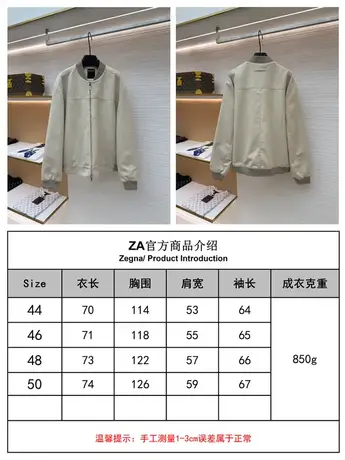 ZA官方商品介绍
Zegna/ Product Introduction
Size 衣长 胸围 肩宽 袖长 成衣克重
44 70 114 53 64
46 71 118 55 65
48 73 122 57 66
50 74 126 59 67
850g
温馨提示：手工测量1-3cm误差属于正常